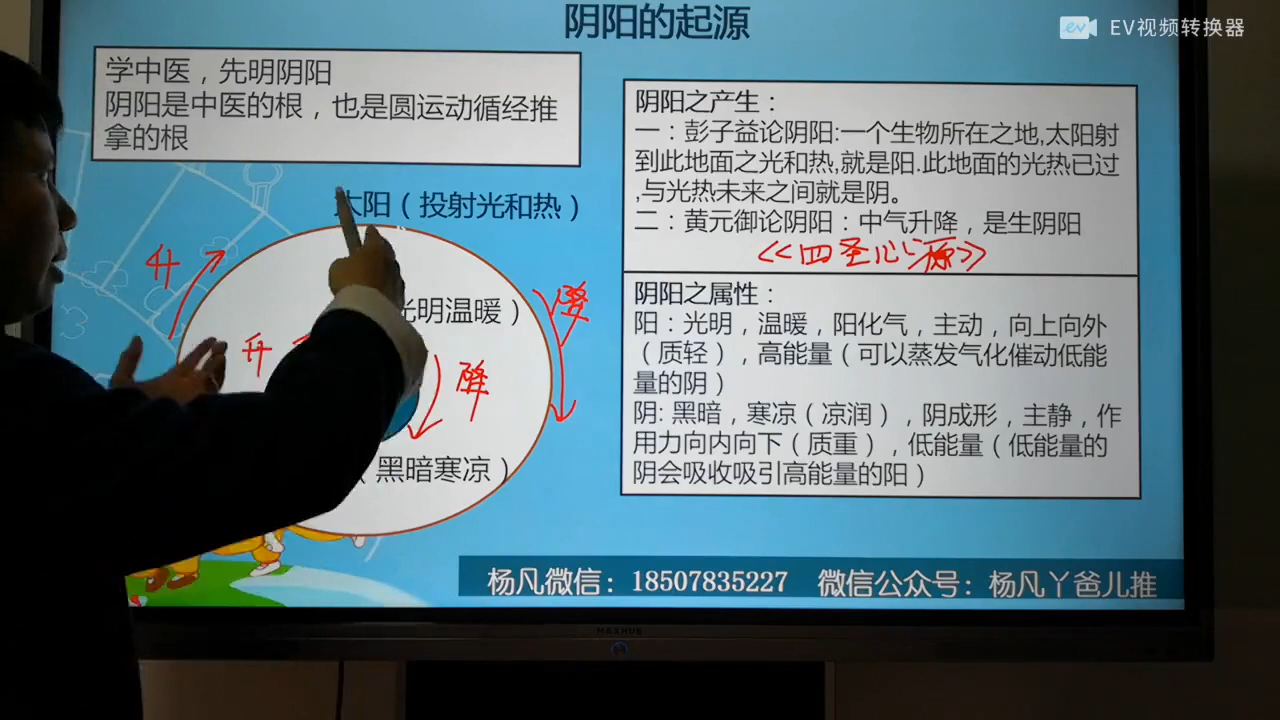 阴阳的起源
EV视频转换器
学中医，先明阴阳
阴阳是中医的根，也是圆运动循经推
拿的根
太阳（投射光和热）
升
降
光明温暖）
升
降
黑暗寒凉）
阴阳之产生：
一：彭子益论阴阳:一个生物所在之地,太阳射
到此地面之光和热,就是阳.此地面的光热已过
,与光热未来之间就是阴。
二：黄元御论阴阳：中气升降，是生阴阳
《四圣心源》
阴阳之属性：
阳：光明，温暖，阳化气，主动，向上向外
（质轻），高能量（可以蒸发气化催动低能
量的阴）
阴: 黑暗，寒凉（凉润），阴成形，主静，作
用力向内向下（质重），低能量（低能量的
阴会吸收吸引高能量的阳）
杨凡微信：18507835227 微信公众号：杨凡丫爸儿推
MAXHUB